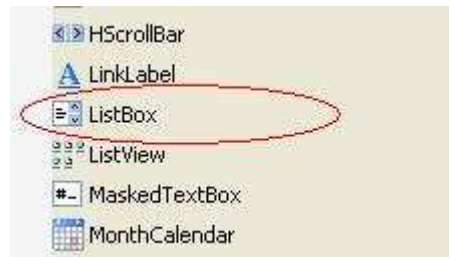 HScrollBar
LinkLabel
ListBox
ListView
MaskedTextBox
MonthCalendar